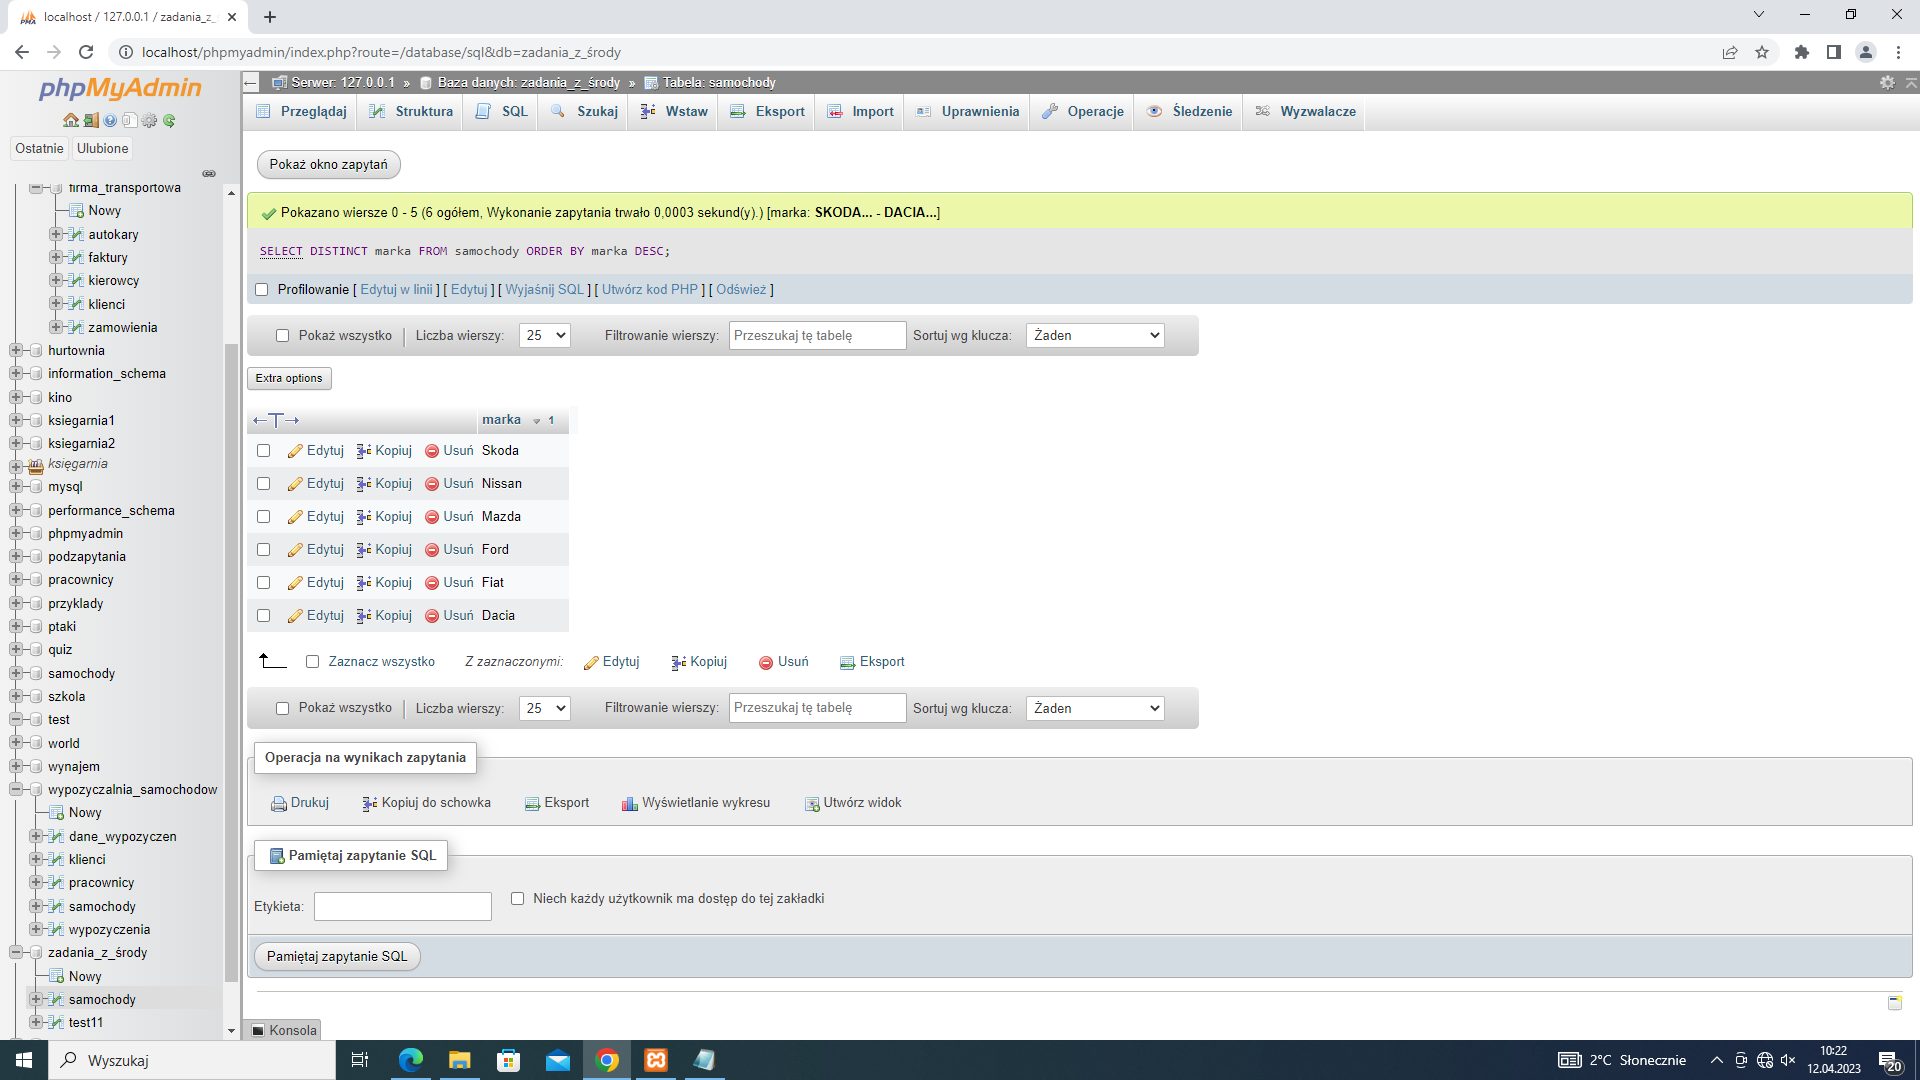 localhost / 127.0.0.1 / zadania_z_ś
localhost/phpmyadmin/index.php?route=/database/sql&db=zadania_z_środy
phpMyAdmin
Ostatnie
Ulubione
firma_transportowa
Nowy
autokary
faktury
kierowcy
klienci
zamowienia
hurtownia
information_schema
kino
ksiegarnia1
ksiegarnia2
księgarnia
mysql
performance_schema
phpmyadmin
podzapytania
pracownicy
przyklady
ptaki
quiz
samochody
szkola
test
world
wynajem
wypozyczalnia_samochodow
Nowy
dane_wypozyczen
klienci
pracownicy
samochody
wypozyczenia
zadania_z_środy
Nowy
samochody
test11
Serwer: 127.0.0.1 » Baza danych: zadania_z_środy » Tabela: samochody
Przeglądaj Struktura SQL Szukaj Wstaw Eksport Import Uprawnienia Operacje Śledzenie Wyzwalacze
Pokaż okno zapytań
Pokazano wiersze 0 - 5 (6 ogółem, Wykonanie zapytania trwało 0,0003 sekund(y).) [marka: SKODA... - DACIA...]
SELECT DISTINCT marka FROM samochody ORDER BY marka DESC;
Profilowanie [ Edytuj w linii ] [ Edytuj ] [ Wyjaśnij SQL ] [ Utwórz kod PHP ] [ Odśwież ]
Pokaż wszystko Liczba wierszy: 25 Filtrowanie wierszy: Przeszukaj tę tabelę Sortuj wg klucza: Żaden
Extra options
marka 1
Edytuj Kopiuj Usuń Skoda
Edytuj Kopiuj Usuń Nissan
Edytuj Kopiuj Usuń Mazda
Edytuj Kopiuj Usuń Ford
Edytuj Kopiuj Usuń Fiat
Edytuj Kopiuj Usuń Dacia
Zaznacz wszystko Z zaznaczonymi: Edytuj Kopiuj Usuń Eksport
Pokaż wszystko Liczba wierszy: 25 Filtrowanie wierszy: Przeszukaj tę tabelę Sortuj wg klucza: Żaden
Operacja na wynikach zapytania
Drukuj Kopiuj do schowka Eksport Wyświetlanie wykresu Utwórz widok
Pamiętaj zapytanie SQL
Etykieta: Niech każdy użytkownik ma dostęp do tej zakładki
Pamiętaj zapytanie SQL
Konsola
Wyszukaj
2°C Słonecznie
10:22
12.04.2023
20